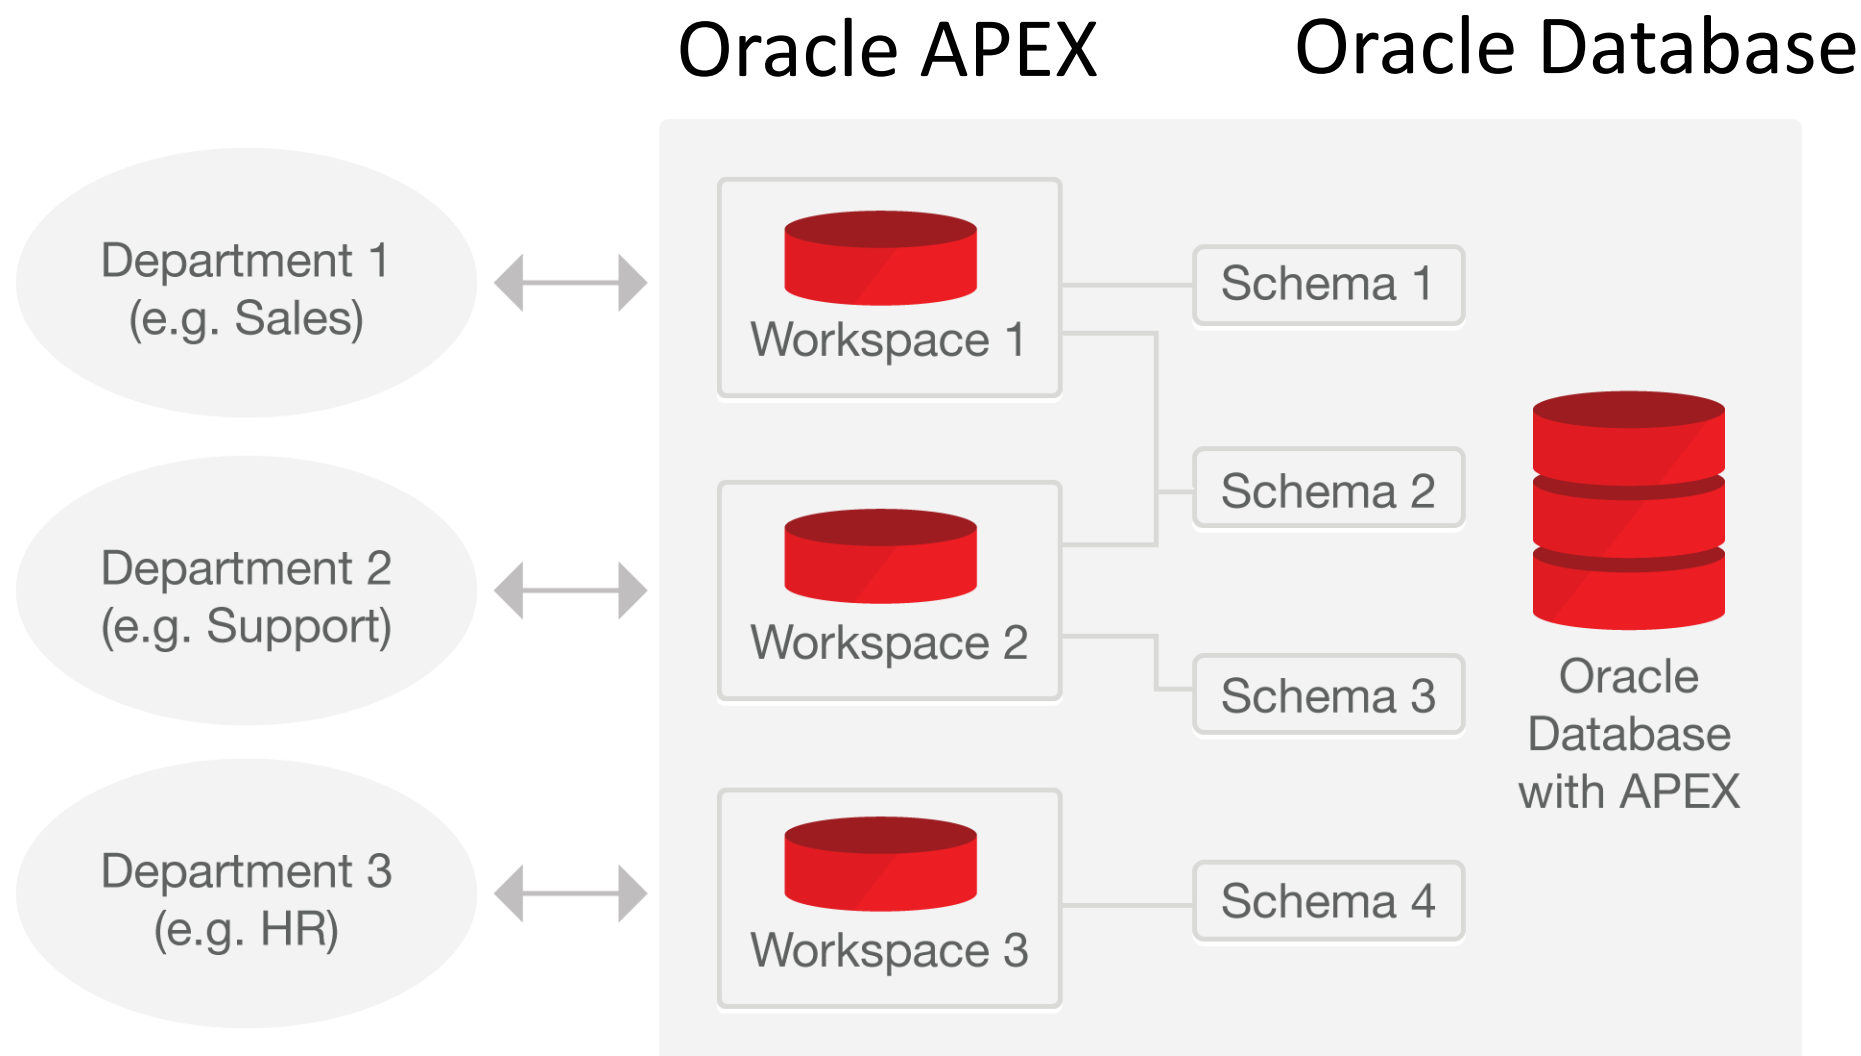 Oracle APEX
Oracle Database
Department 1
(e.g. Sales)
Workspace 1
Schema 1
Department 2
(e.g. Support)
Workspace 2
Schema 2
Schema 3
Department 3
(e.g. HR)
Workspace 3
Schema 4
Oracle
Database
with APEX